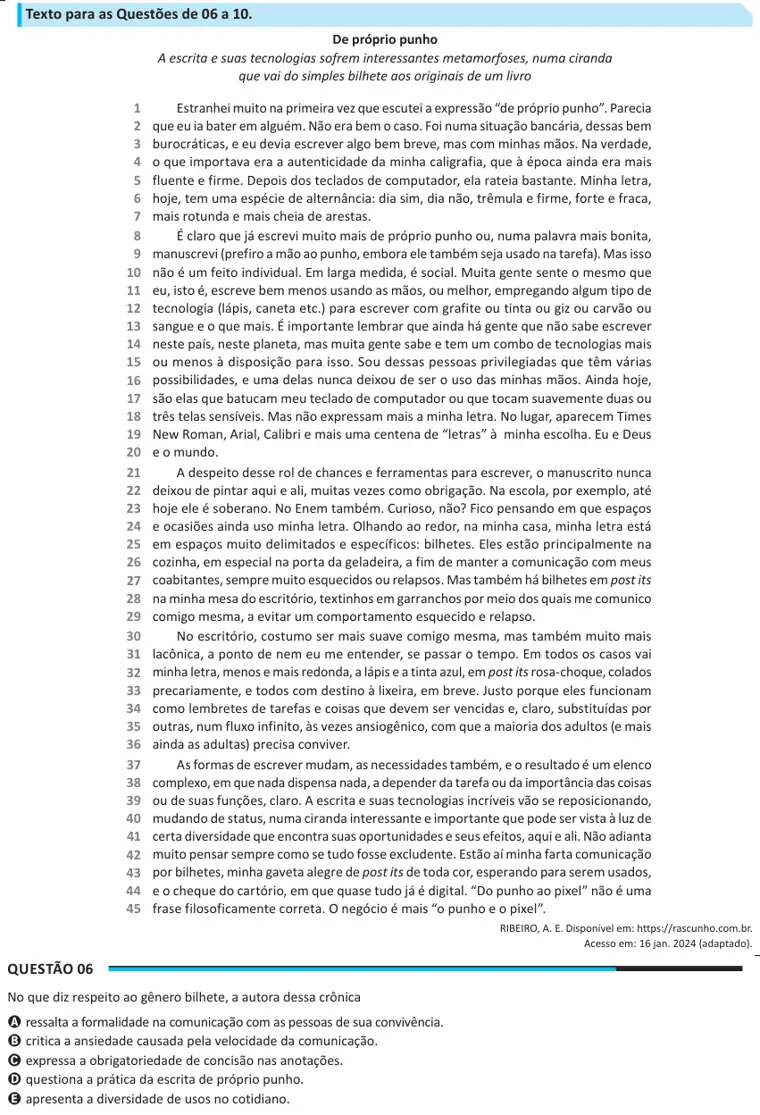 Texto para as Questões de 06 a 10.
De próprio punho
A escrita e suas tecnologias sofrem interessantes metamorfoses, numa ciranda
que vai do simples bilhete aos originais de um livro
1 Estranhei muito na primeira vez que escutei a expressão “de próprio punho”. Parecia
2 que eu ia bater em alguém. Não era bem o caso. Foi numa situação bancária, dessas bem
3 burocráticas, e eu devia escrever algo bem breve, mas com minhas mãos. Na verdade,
4 o que importava era a autenticidade da minha caligrafia, que à época ainda era mais
5 fluente e firme. Depois dos teclados de computador, ela rateia bastante. Minha letra,
6 hoje, tem uma espécie de alternância: dia sim, dia não, trêmula e firme, forte e fraca,
7 mais rotunda e mais cheia de arestas.
8 É claro que já escrevi muito mais de próprio punho ou, numa palavra mais bonita,
9 manuscrevi (prefiro a mão ao punho, embora ele também seja usado na tarefa). Mas isso
10 não é um feito individual. Em larga medida, é social. Muita gente sente o mesmo que
11 eu, isto é, escreve bem menos usando as mãos, ou melhor, empregando algum tipo de
12 tecnologia (lápis, caneta etc.) para escrever com grafite ou tinta ou giz ou carvão ou
13 sangue e o que mais. É importante lembrar que ainda há gente que não sabe escrever
14 neste país, neste planeta, mas muita gente sabe e tem um combo de tecnologias mais
15 ou menos à disposição para isso. Sou dessas pessoas privilegiadas que têm várias
16 possibilidades, e uma delas nunca deixou de ser o uso das minhas mãos. Ainda hoje,
17 são elas que batucam meu teclado de computador ou que tocam suavemente duas ou
18 três telas sensíveis. Mas não expressam mais a minha letra. No lugar, aparecem Times
19 New Roman, Arial, Calibri e mais uma centena de “letras” à minha escolha. Eu e Deus
20 e o mundo.
21 A despeito desse rol de chances e ferramentas para escrever, o manuscrito nunca
22 deixou de pintar aqui e ali, muitas vezes como obrigação. Na escola, por exemplo, até
23 hoje ele é soberano. No Enem também. Curioso, não? Fico pensando em que espaços
24 e ocasiões ainda uso minha letra. Olhando ao redor, na minha casa, minha letra está
25 em espaços muito delimitados e específicos: bilhetes. Eles estão principalmente na
26 cozinha, em especial na porta da geladeira, a fim de manter a comunicação com meus
27 coabitantes, sempre muito esquecidos ou relapsos. Mas também há bilhetes em post its
28 na minha mesa do escritório, textinhos em garranchos por meio dos quais me comunico
29 comigo mesma, a evitar um comportamento esquecido e relapso.
30 No escritório, costumo ser mais suave comigo mesma, mas também muito mais
31 lacônica, a ponto de nem eu me entender, se passar o tempo. Em todos os casos vai
32 minha letra, menos e mais redonda, a lápis e a tinta azul, em post its rosa-choque, colados
33 precariamente, e todos com destino à lixeira, em breve. Justo porque eles funcionam
34 como lembretes de tarefas e coisas que devem ser vencidas e, claro, substituídas por
35 outras, num fluxo infinito, às vezes ansiogênico, com que a maioria dos adultos (e mais
36 ainda as adultas) precisa conviver.
37 As formas de escrever mudam, as necessidades também, e o resultado é um elenco
38 complexo, em que nada dispensa nada, a depender da tarefa ou da importância das coisas
39 ou de suas funções, claro. A escrita e suas tecnologias incríveis vão se reposicionando,
40 mudando de status, numa ciranda interessante e importante que pode ser vista à luz de
41 certa diversidade que encontra suas oportunidades e seus efeitos, aqui e ali. Não adianta
42 muito pensar sempre como se tudo fosse excludente. Estão aí minha farta comunicação
43 por bilhetes, minha gaveta alegre de post its de toda cor, esperando para serem usados,
44 e o cheque do cartório, em que quase tudo já é digital. “Do punho ao pixel” não é uma
45 frase filosoficamente correta. O negócio é mais “o punho e o pixel”.
RIBEIRO, A. E. Disponível em: https://rascunho.com.br.
Acesso em: 16 jan. 2024 (adaptado).
QUESTÃO 06
No que diz respeito ao gênero bilhete, a autora dessa crônica
A ressalta a formalidade na comunicação com as pessoas de sua convivência.
B critica a ansiedade causada pela velocidade da comunicação.
C expressa a obrigatoriedade de concisão nas anotações.
D questiona a prática da escrita de próprio punho.
E apresenta a diversidade de usos no cotidiano.